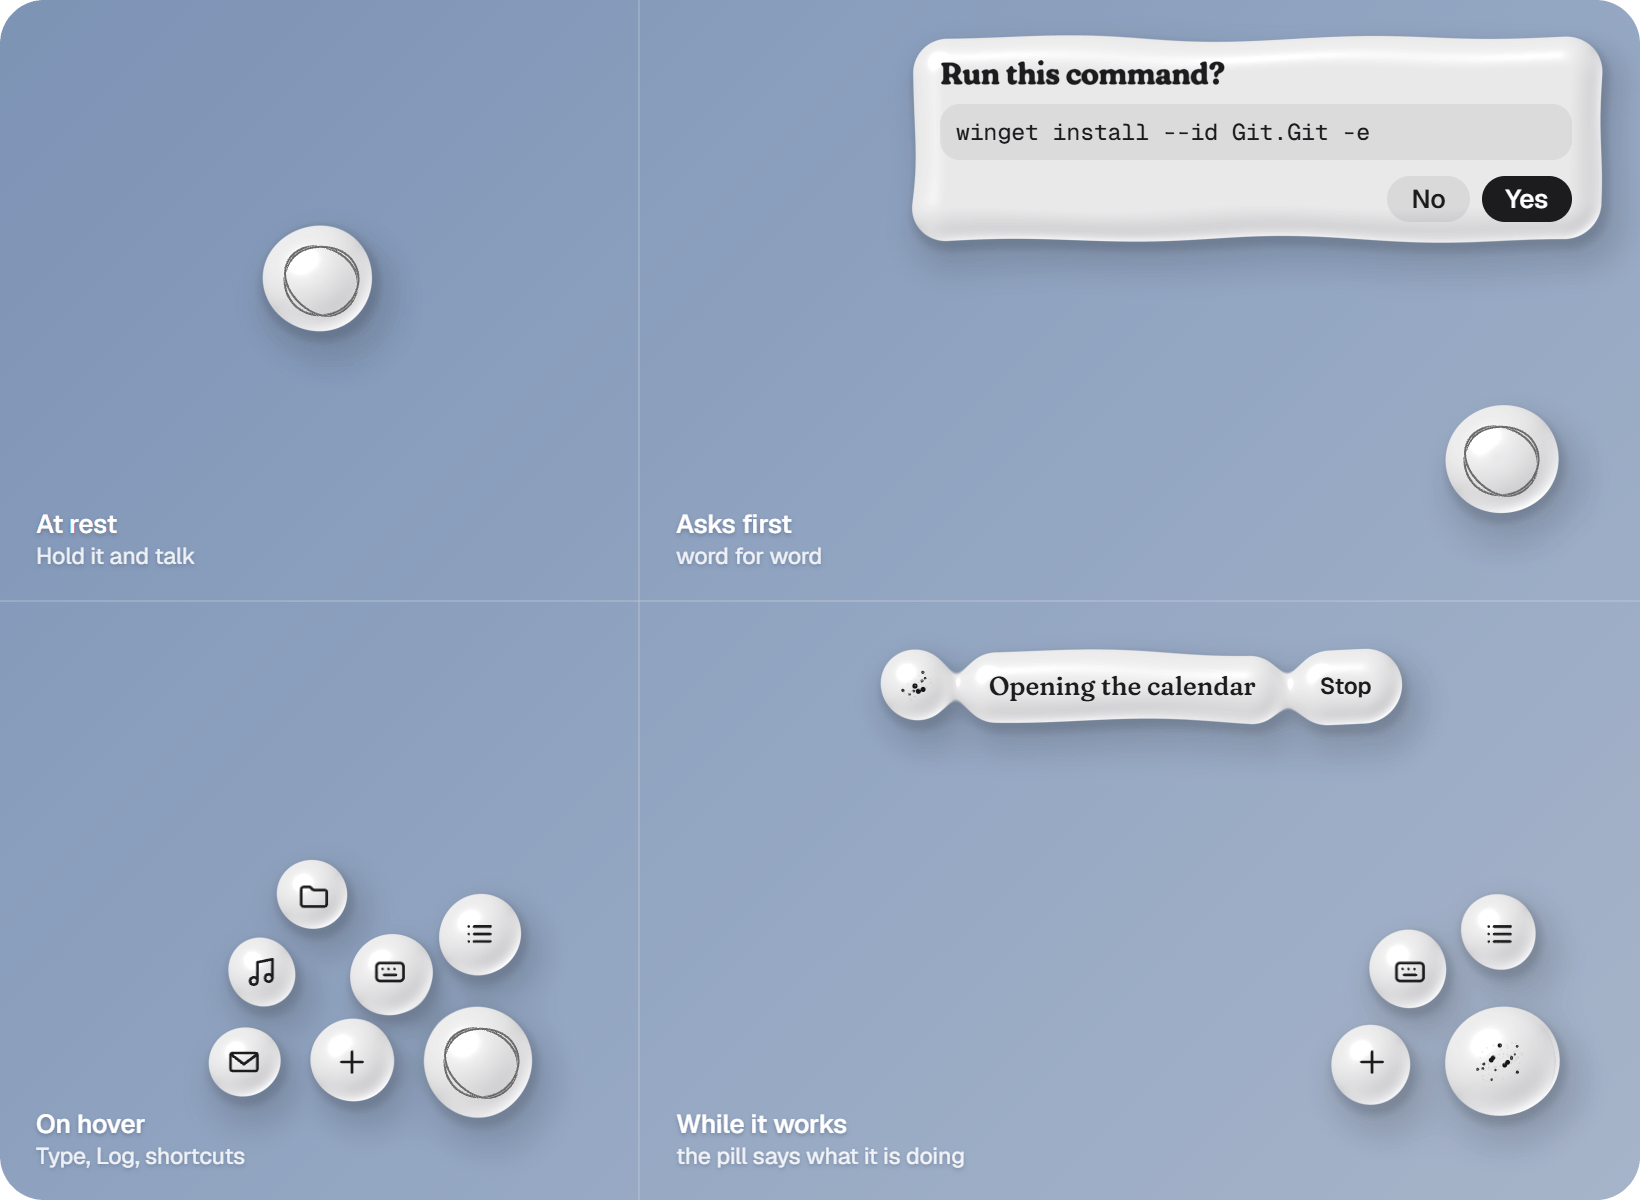 Run this command?
winget install --id Git.Git -e
No
Yes
At rest
Hold it and talk
Asks first
word for word
Opening the calendar
Stop
On hover
Type, Log, shortcuts
While it works
the pill says what it is doing